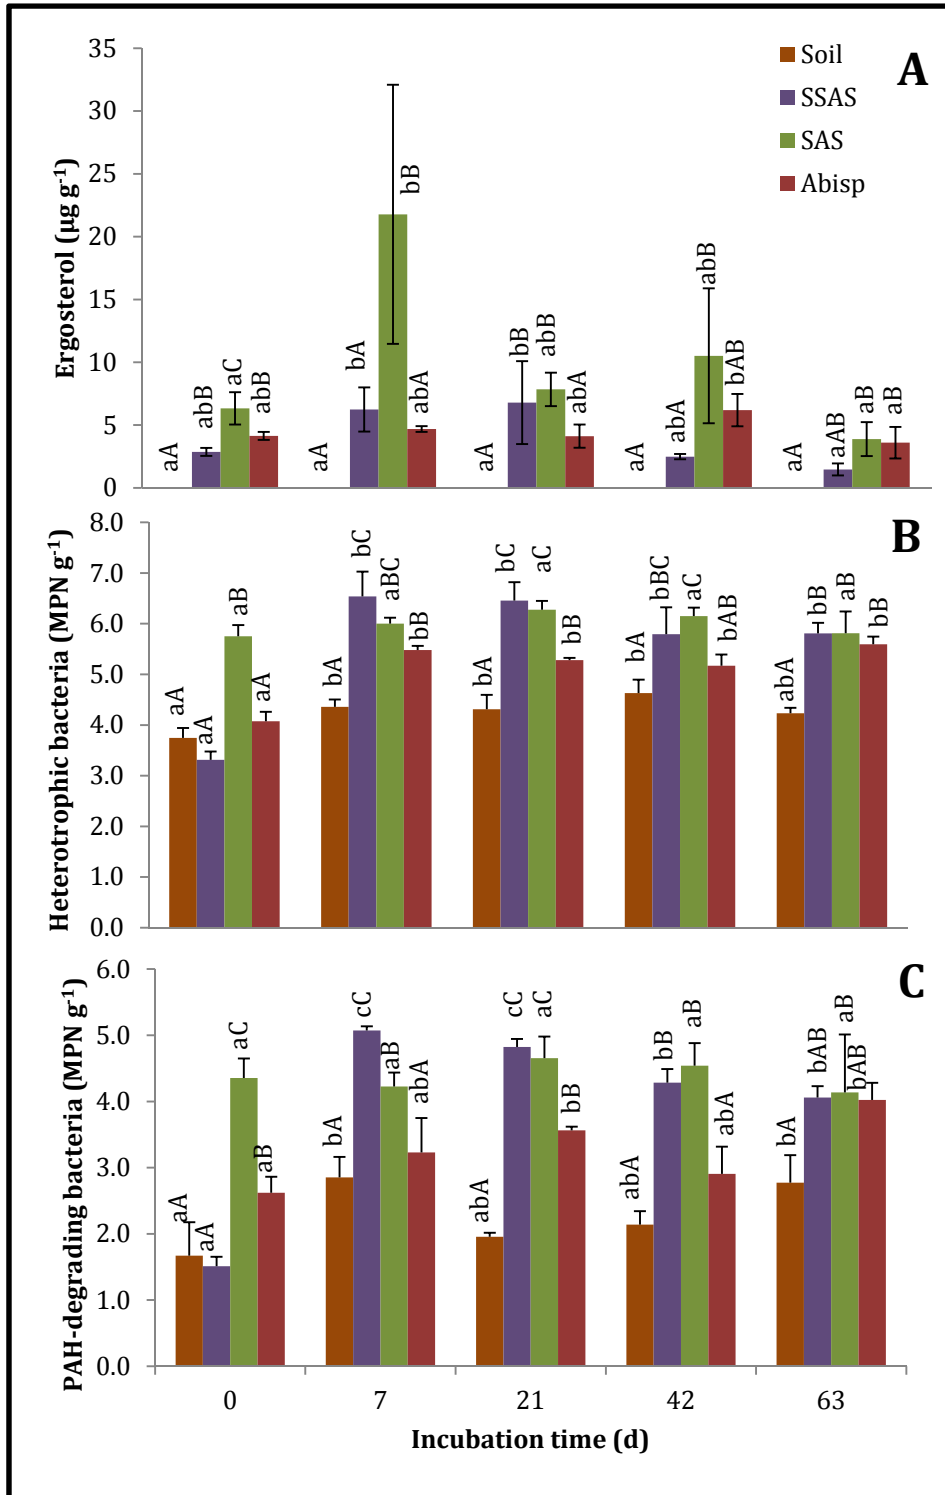 A
Soil
SSAS
SAS
Abisp
Ergosterol (µg g-1)
35
30
25
20
15
10
5
0
aA
abB
aC
abB
aA
bA
bB
abA
aA
bB
abB
abA
aA
abA
abB
bAB
aA
aAB
aB
aB
B
Heterotrophic bacteria (MPN g-1)
8.0
7.0
6.0
5.0
4.0
3.0
2.0
1.0
0.0
aA
aA
aB
aA
bA
bC
aBC
bB
bA
bC
aC
bB
bA
bBC
aC
bAB
abA
bB
aB
bB
C
PAH-degrading bacteria (MPN g-1)
6.0
5.0
4.0
3.0
2.0
1.0
0.0
aA
aA
aC
aB
bA
cC
aB
abA
abA
cC
aC
bB
abA
bB
aB
abA
bA
bAB
aB
bAB
0
7
21
42
63
Incubation time (d)